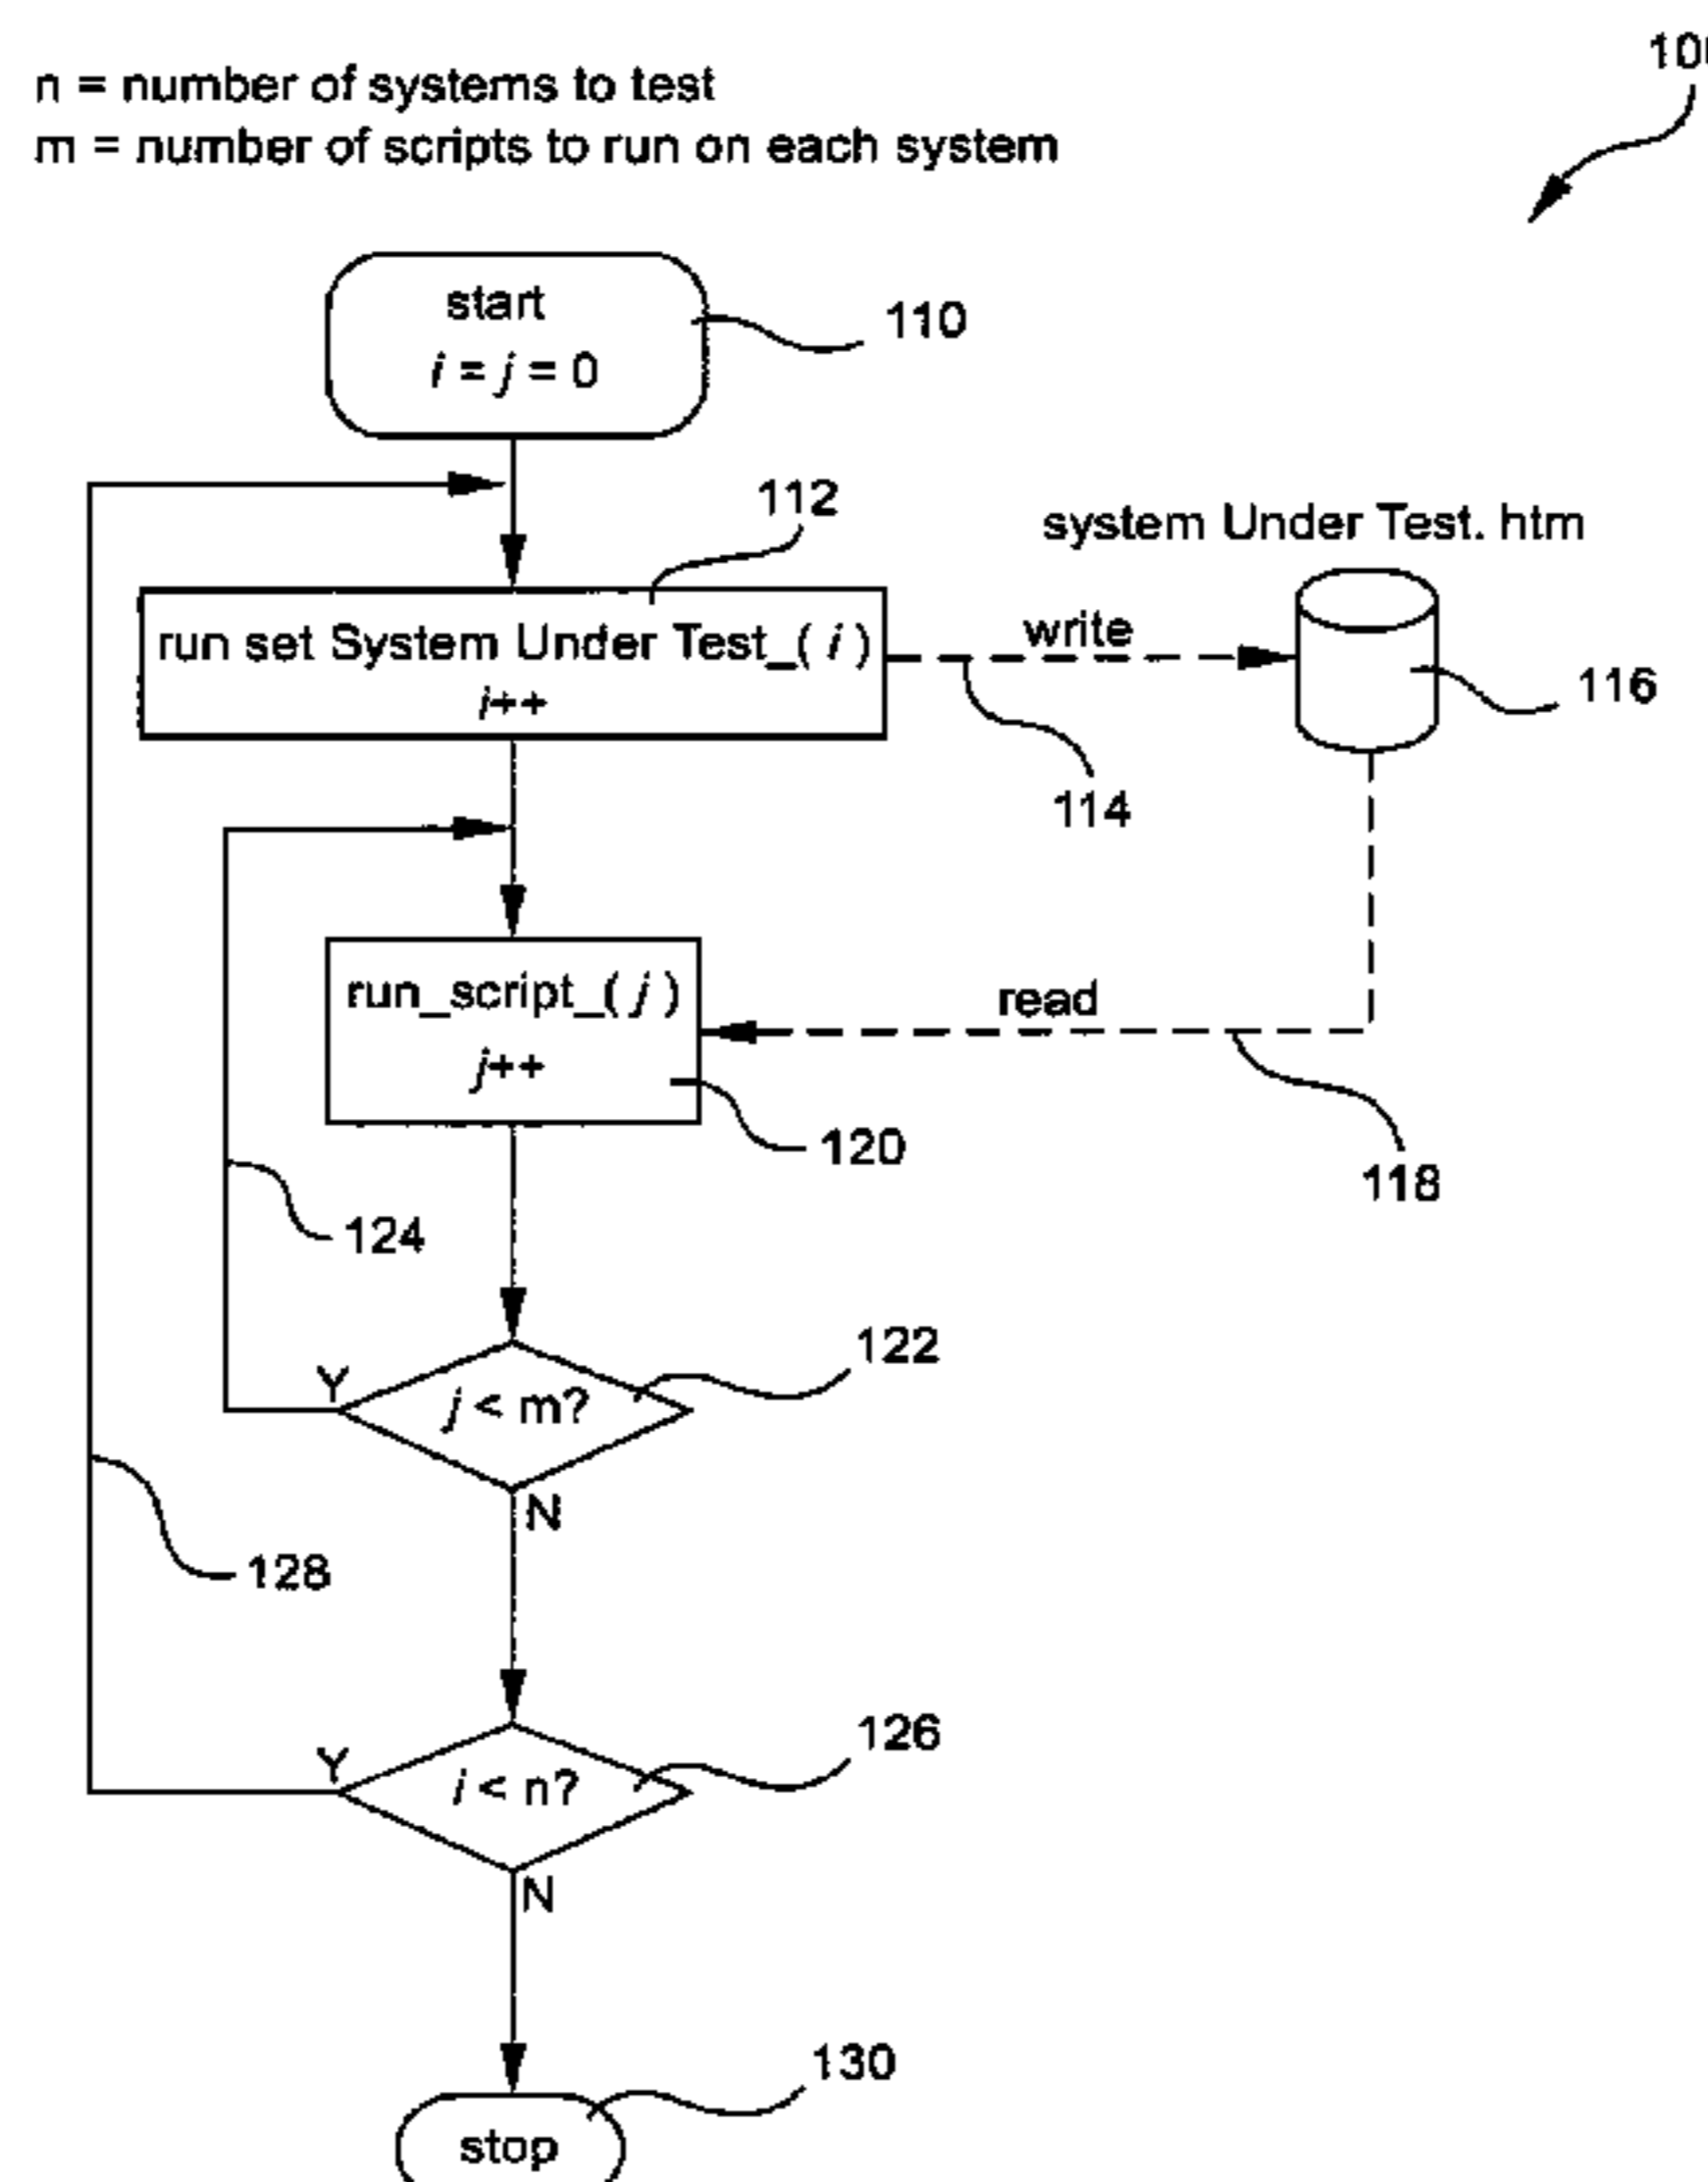 n = number of systems to test
m = number of scripts to run on each system
start
i = j = 0
110
112
system Under Test. htm
run set System Under Test_( i )
i++
write
116
114
run_script_( j )
j++
read
120
118
124
122
Y
j < m?
N
128
126
Y
i < n?
N
130
stop